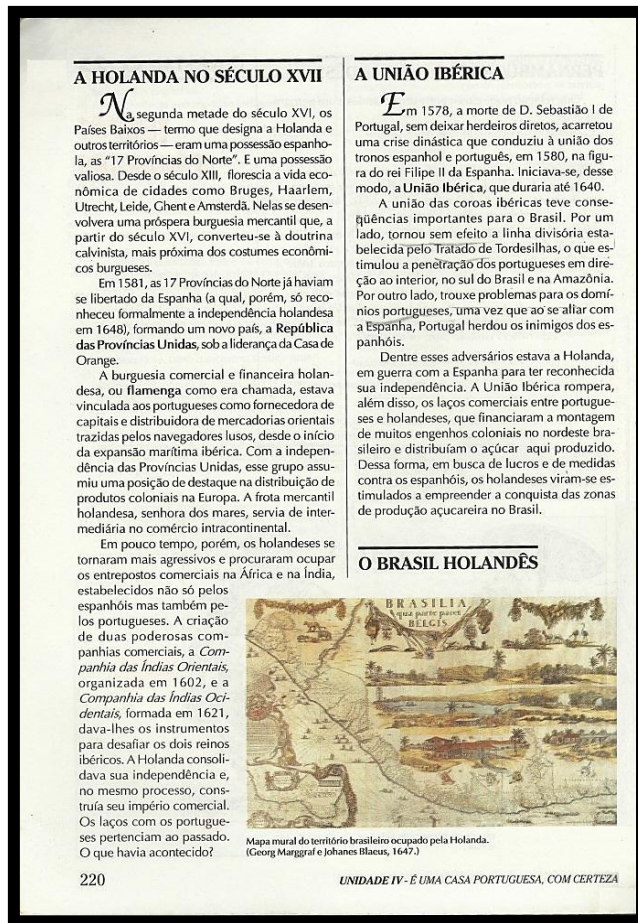 A HOLANDA NO SÉCULO XVII
Na segunda metade do século XVI, os
Países Baixos — termo que designa a Holanda e
outros territórios — eram uma possessão espanho-
la, as "17 Províncias do Norte". E uma possessão
valiosa. Desde o século XIII, florescia a vida eco-
nômica de cidades como Bruges, Haarlem,
Utrecht, Leide, Ghent e Amsterdã. Nelas se desen-
volvera uma próspera burguesia mercantil que, a
partir do século XVI, converteu-se à doutrina
calvinista, mais próxima dos costumes econômi-
cos burgueses.
Em 1581, as 17 Províncias do Norte já haviam
se libertado da Espanha (a qual, porém, só reco-
nheceu formalmente a independência holandesa
em 1648), formando um novo país, a República
das Províncias Unidas, sob a liderança da Casa de
Orange.
A burguesia comercial e financeira holan-
desa, ou flamenga como era chamada, estava
vinculada aos portugueses como fornecedora de
capitais e distribuidora de mercadorias orientais
trazidas pelos navegadores lusos, desde o início
da expansão marítima ibérica. Com a indepen-
dência das Províncias Unidas, esse grupo assu-
miu uma posição de destaque na distribuição de
produtos coloniais na Europa. A frota mercantil
holandesa, senhora dos mares, servia de inter-
mediária no comércio intracontinental.
Em pouco tempo, porém, os holandeses se
tornaram mais agressivos e procuraram ocupar
os entrepostos comerciais na África e na Índia,
estabelecidos não só pelos
espanhóis mas também pe-
los portugueses. A criação
de duas poderosas com-
panhias comerciais, a Com-
panhia das Índias Orientais,
organizada em 1602, e a
Companhia das Índias Oci-
dentais, formada em 1621,
dava-lhes os instrumentos
para desafiar os dois reinos
ibéricos. A Holanda consoli-
dava sua independência e,
no mesmo processo, cons-
truía seu império comercial.
Os laços com os portugue-
ses pertenciam ao passado.
O que havia acontecido?
A UNIÃO IBÉRICA
Em 1578, a morte de D. Sebastião I de
Portugal, sem deixar herdeiros diretos, acarretou
uma crise dinástica que conduziu à união dos
tronos espanhol e português, em 1580, na figu-
ra do rei Filipe II da Espanha. Iniciava-se, desse
modo, a União Ibérica, que duraria até 1640.
A união das coroas ibéricas teve conse-
qüências importantes para o Brasil. Por um
lado, tornou sem efeito a linha divisória esta-
belecida pelo Tratado de Tordesilhas, o que es-
timulou a penetração dos portugueses em dire-
ção ao interior, no sul do Brasil e na Amazônia.
Por outro lado, trouxe problemas para os domí-
nios portugueses, uma vez que ao se aliar com
a Espanha, Portugal herdou os inimigos dos es-
panhóis.
Dentre esses adversários estava a Holanda,
em guerra com a Espanha para ter reconhecida
sua independência. A União Ibérica rompera,
além disso, os laços comerciais entre portugue-
ses e holandeses, que financiaram a montagem
de muitos engenhos coloniais no nordeste bra-
sileiro e distribuíam o açúcar aqui produzido.
Dessa forma, em busca de lucros e de medidas
contra os espanhóis, os holandeses viram-se es-
timulados a empreender a conquista das zonas
de produção açucareira no Brasil.
O BRASIL HOLANDÊS
BRASILIA
qua parte paret
BELGIS
Mapa mural do território brasileiro ocupado pela Holanda.
(Georg Marggraf e Johanes Blaeus, 1647.)
220
UNIDADE IV - É UMA CASA PORTUGUESA, COM CERTEZA